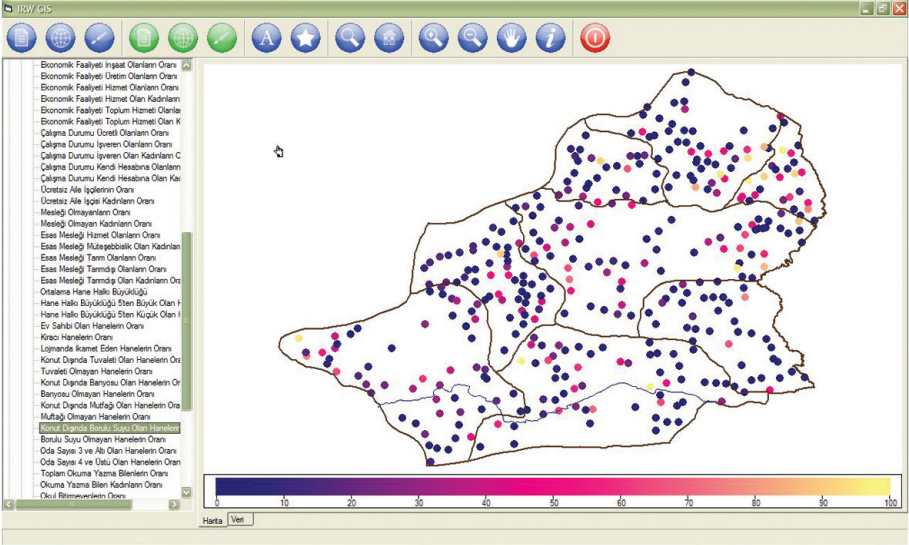 IRW GIS
A
i
Ekonomik Faaliyeti İnşaat Olanların Oranı
Ekonomik Faaliyeti Üretim Olanların Oranı
Ekonomik Faaliyeti Hizmet Olanların Oranı
Ekonomik Faaliyeti Hizmet Olan Kadınların
Ekonomik Faaliyeti Toplum Hizmeti Olanlar
Ekonomik Faaliyeti Toplum Hizmeti Olan K
Çalışma Durumu Ücretli Olanların Oranı
Çalışma Durumu İşveren Olanların Oranı
Çalışma Durumu İşveren Olan Kadınların O
Çalışma Durumu Kendi Hesabına Olanların
Çalışma Durumu Kendi Hesabına Olan Kad
Ücretsiz Aile İşçilerinin Oranı
Ücretsiz Aile İşçisi Kadınların Oranı
Mesleği Olmayanların Oranı
Mesleği Olmayan Kadınların Oranı
Esas Mesleği Hizmet Olanların Oranı
Esas Mesleği Müteşebbislik Olan Kadınlar
Esas Mesleği Tarım Olanların Oranı
Esas Mesleği Tarımdışı Olanların Oranı
Esas Mesleği Tarımdışı Olan Kadınların Ora
Ortalama Hane Halkı Büyüklüğü
Hane Halkı Büyüklüğü 5ten Büyük Olan H
Hane Halkı Büyüklüğü 5ten Küçük Olan H
Ev Sahibi Olan Hanelerin Oranı
Kiracı Hanelerin Oranı
Lojmanda İkamet Eden Hanelerin Oranı
Konut Dışında Tuvaleti Olan Hanelerin Ora
Tuvaleti Olmayan Hanelerin Oranı
Konut Dışında Banyosu Olan Hanelerin Or
Banyosu Olmayan Hanelerin Oranı
Konut Dışında Mutfağı Olan Hanelerin Ora
Muftağı Olmayan Hanelerin Oranı
Konut Dışında Borulu Suyu Olan Hanelerin
Borulu Suyu Olmayan Hanelerin Oranı
Oda Sayısı 3 ve Altı Olan Hanelerin Oranı
Oda Sayısı 4 ve Üstü Olan Hanelerin Oran
Toplam Okuma Yazma Bilenlerin Oranı
Okuma Yazma Bilen Kadınların Oranı
Okul Bitirmeyenlerin Oranı
0 10 20 30 40 50 60 70 80 90 100
Harita Veri